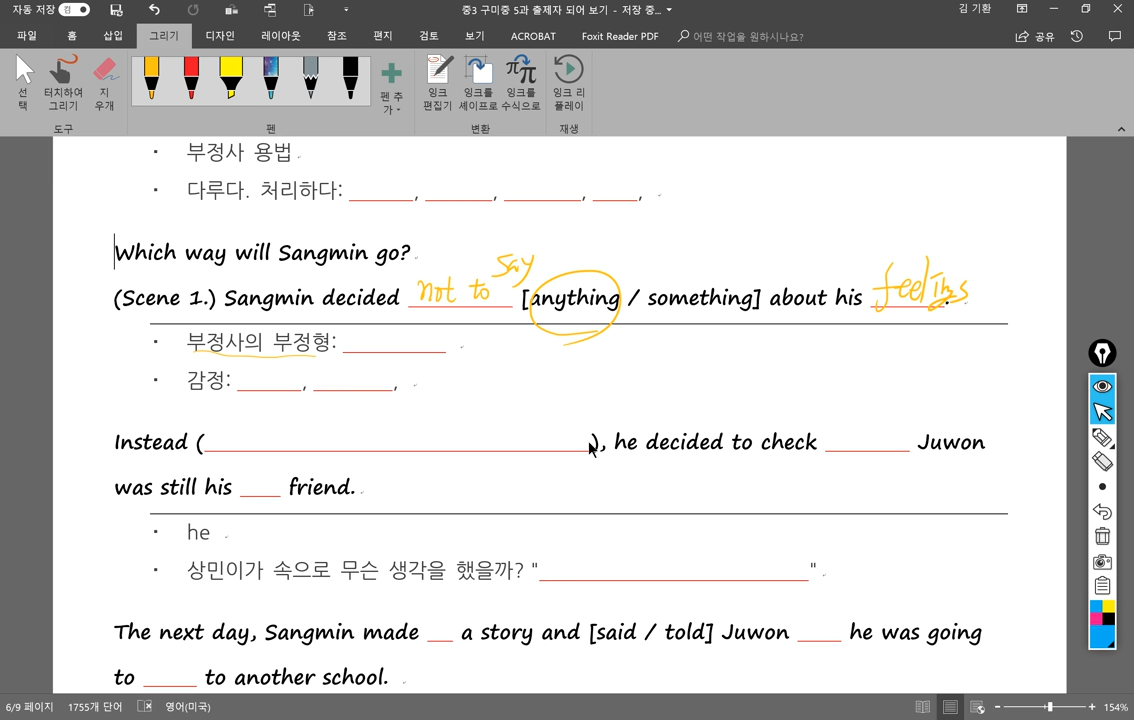 자동 저장 컴 중3 구미중 5과 출제자 되어 보기 - 저장 중... 김 기환
파일 홈 삽입 그리기 디자인 레이아웃 참조 편지 검토 보기 ACROBAT Foxit Reader PDF 어떤 작업을 원하시나요? 공유
선택 터치하여 그리기 지우개 펜 추가 잉크 편집기 잉크를 셰이프로 잉크를 수식으로 잉크 리플레이
도구 펜 변환 재생
· 부정사 용법
· 다루다. 처리하다: ______, ______, ______, ____,
Which way will Sangmin go?
(Scene 1.) Sangmin decided not to say [anything / something] about his feelings.
· 부정사의 부정형: ________
· 감정: ______, ______,
Instead (______________________), he decided to check ______ Juwon
was still his ____ friend.
· he
· 상민이가 속으로 무슨 생각을 했을까? "______________________"
The next day, Sangmin made __ a story and [said / told] Juwon ____ he was going
to ____ to another school.
6/9 페이지 1755개 단어 영어(미국) 154%